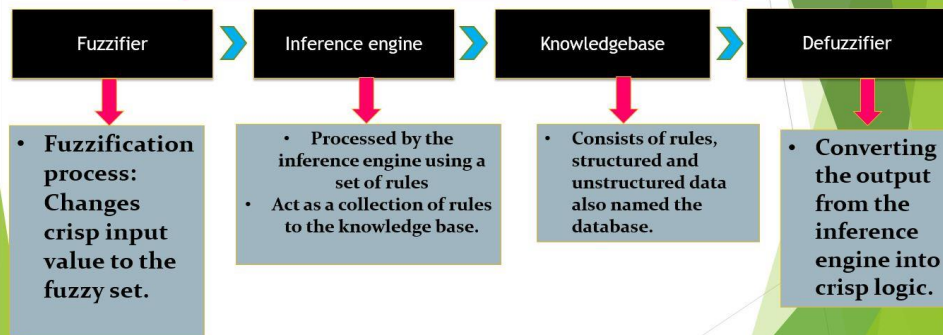 Fuzzifier
Inference engine
Knowledgebase
Defuzzifier
• Fuzzification
process:
Changes
crisp input
value to the
fuzzy set.
• Processed by the
inference engine using a
set of rules
• Act as a collection of rules
to the knowledge base.
• Consists of rules,
structured and
unstructured data
also named the
database.
• Converting
the output
from the
inference
engine into
crisp logic.